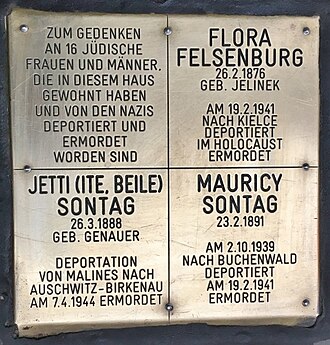 ZUM GEDENKEN
AN 16 JÜDISCHE
FRAUEN UND MÄNNER,
DIE IN DIESEM HAUS
GEWOHNT HABEN
UND VON DEN NAZIS
DEPORTIERT UND
ERMORDET
WORDEN SIND
FLORA
FELSENBURG
26.2.1876
GEB. JELINEK
AM 19.2.1941
NACH KIELCE
DEPORTIERT
IM HOLOCAUST
ERMORDET
JETTI (ITE, BEILE)
SONTAG
26.3.1888
GEB. GENAUER
DEPORTATION
VON MALINES NACH
AUSCHWITZ-BIRKENAU
AM 7.4.1944 ERMORDET
MAURICY
SONTAG
23.2.1891
AM 2.10.1939
NACH BUCHENWALD
DEPORTIERT
AM 19.2.1941
ERMORDET